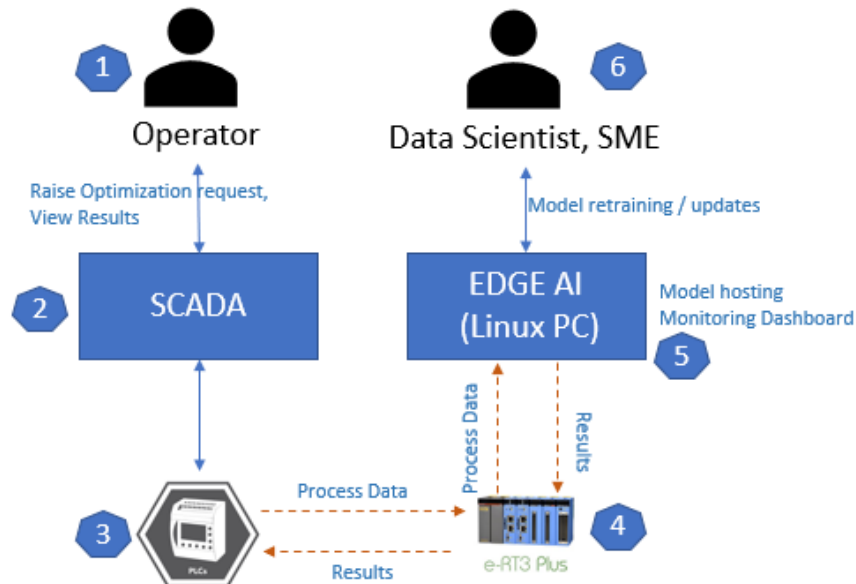 1
6
Operator
Data Scientist, SME
Raise Optimization request,
View Results
Model retraining / updates
2
SCADA
EDGE AI
(Linux PC)
Model hosting
Monitoring Dashboard
5
Process Data
Results
3
PLCs
Process Data
Results
e-RT3 Plus
4